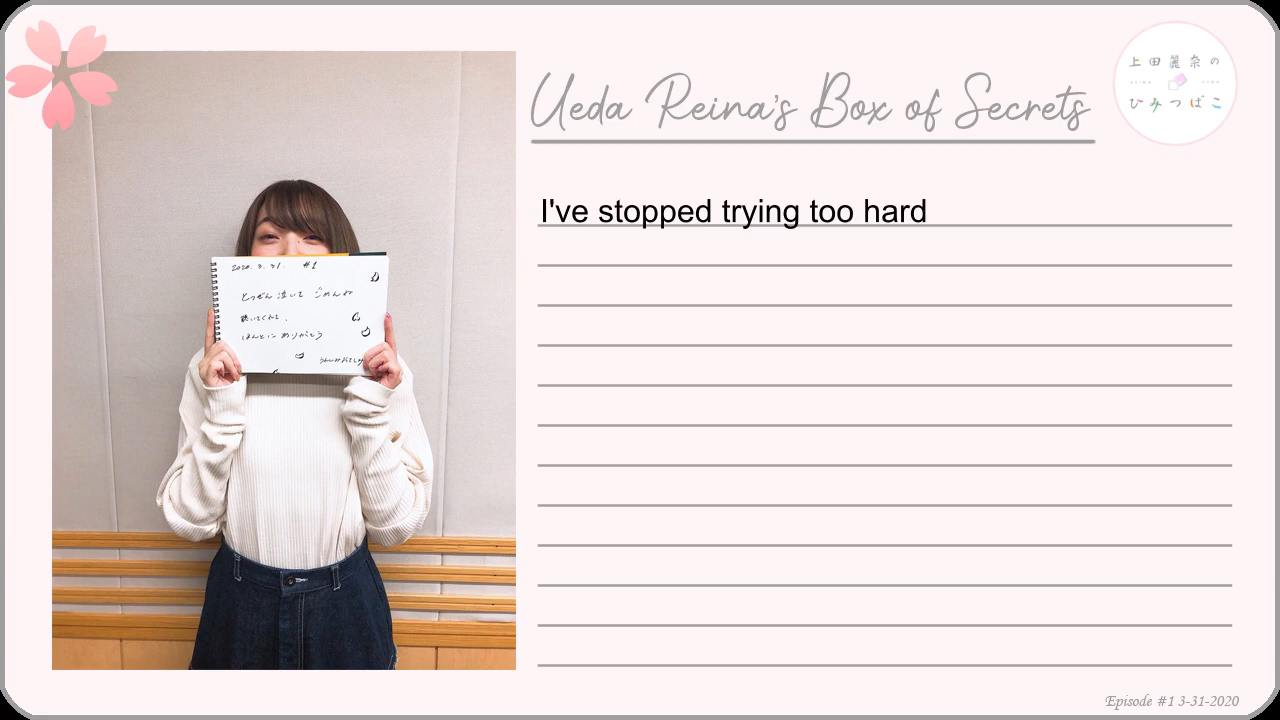 Ueda Reina's Box of Secrets
上田麗奈の
ひみつばこ
I've stopped trying too hard
2020. 3. 31. #1
とつぜん泣いて ごめんね
聴いてくれて、
ほんとにありがとう
Episode #1 3-31-2020